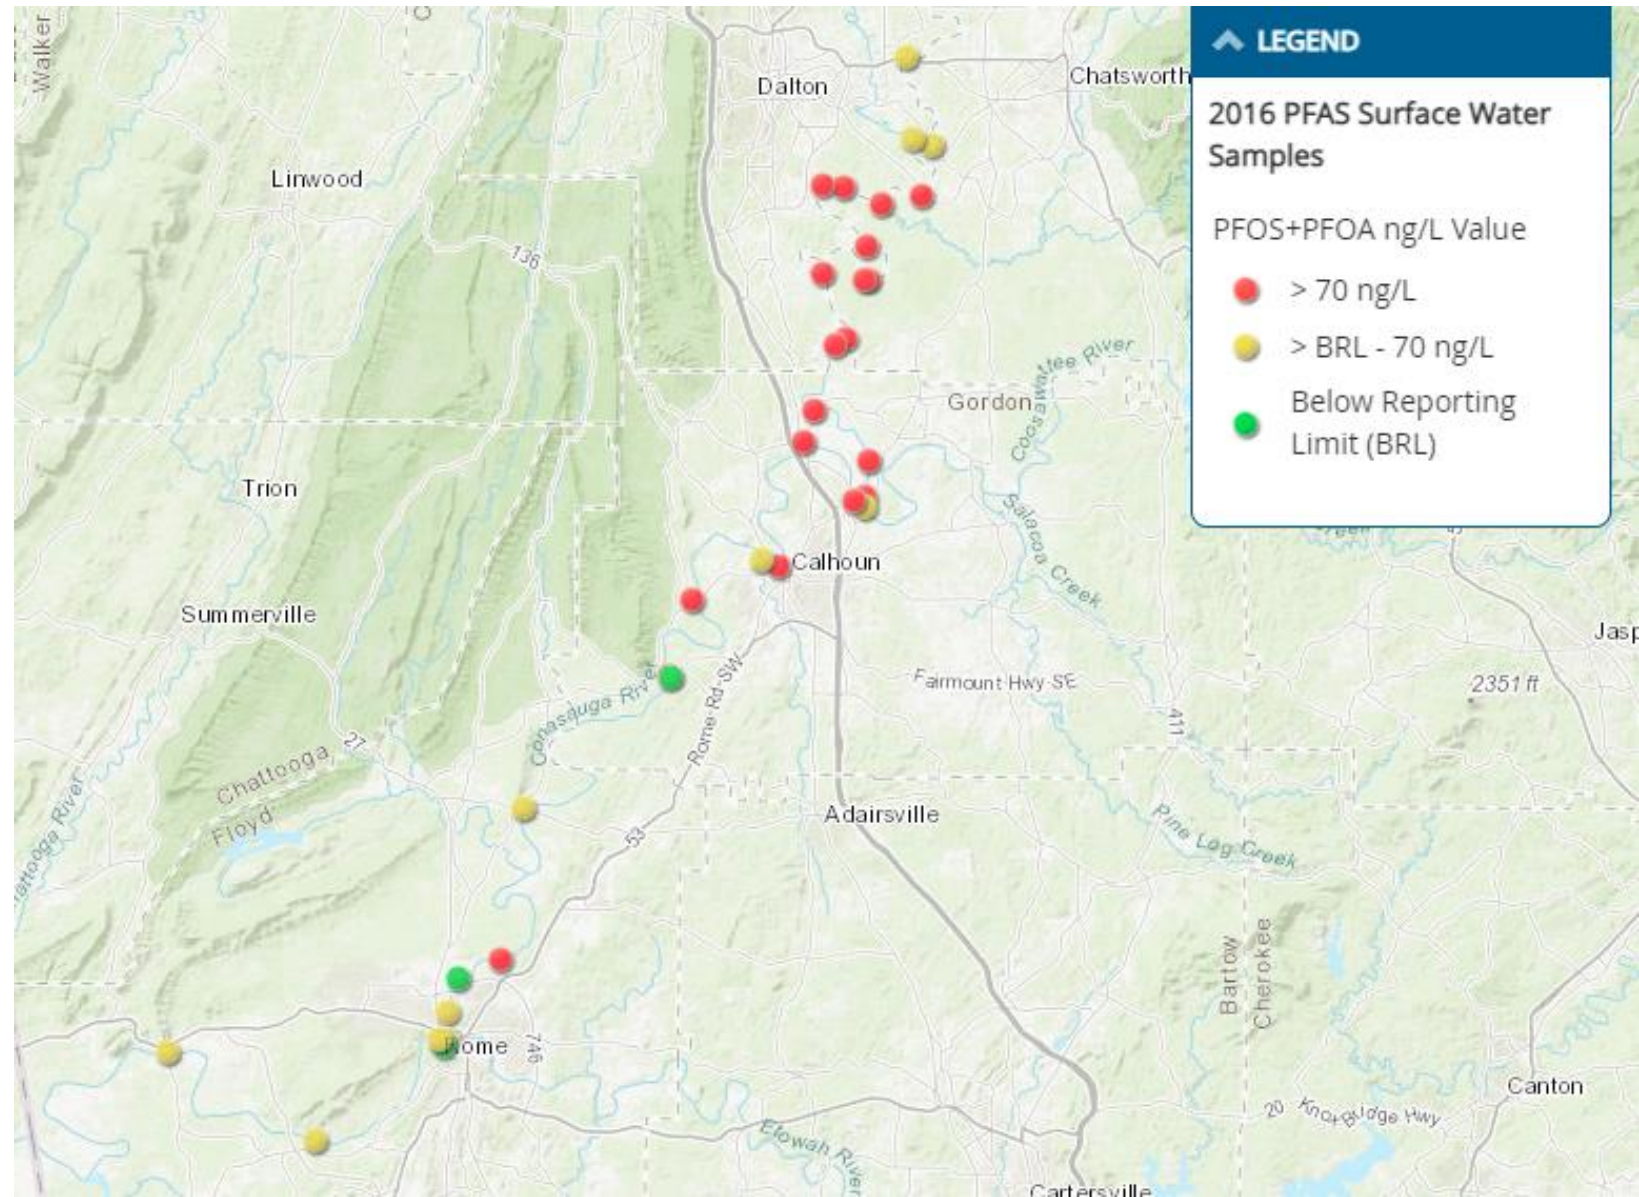 Walker
Dalton
Chatsworth
Linwood
136
Coosawattee River
Gordon
Trion
Salacoa Creek
Calhoun
Summerville
Jasp
Conasauga River
Rome Rd SW
Fairmount Hwy SE
2351 ft
411
27
Chattooga
Floyd
53
Adairsville
Pine Log Creek
Bartow
Cherokee
Rome
746
Canton
20
Knox Bridge Hwy
Etowah River
Cartersville
LEGEND
2016 PFAS Surface Water
Samples
PFOS+PFOA ng/L Value
> 70 ng/L
> BRL - 70 ng/L
Below Reporting
Limit (BRL)